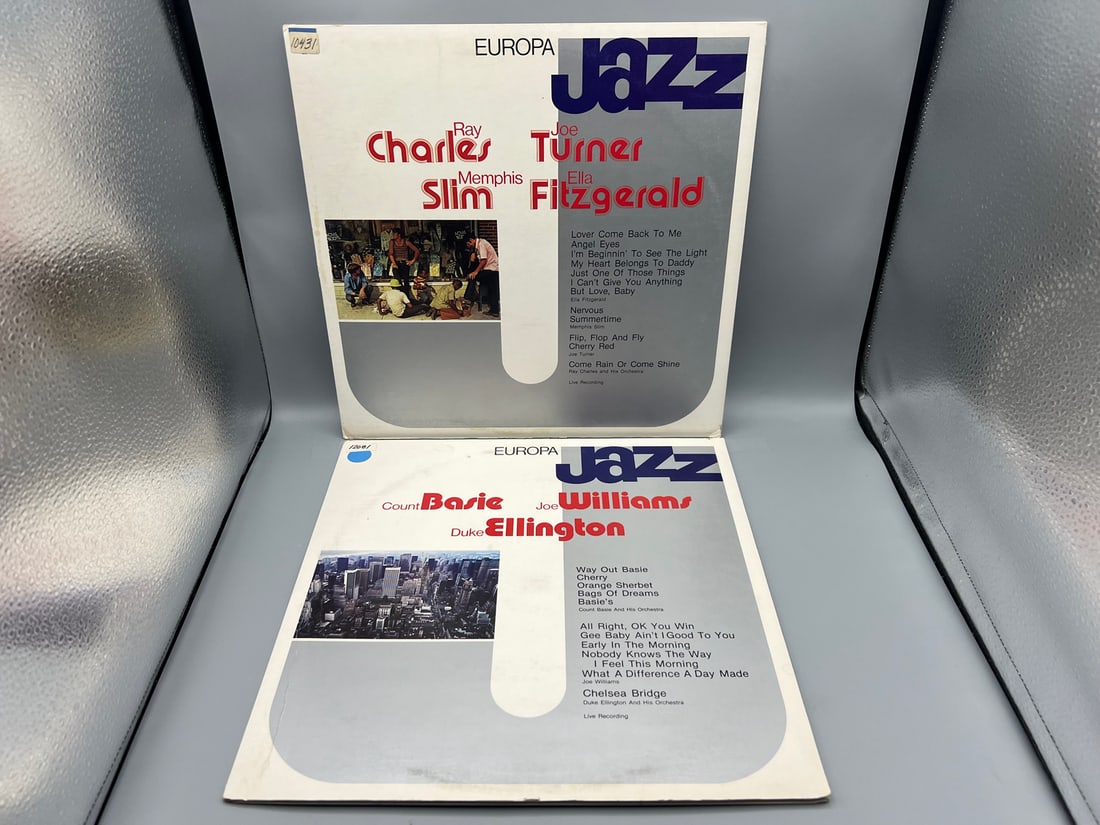 10431
EUROPA Jazz
Ray Charles Joe Turner
Memphis Slim Ella Fitzgerald
Lover Come Back To Me
Angel Eyes
I'm Beginnin' To See The Light
My Heart Belongs To Daddy
Just One Of Those Things
I Can't Give You Anything
But Love, Baby
Ella Fitzgerald
Nervous
Summertime
Memphis Slim
Flip, Flop And Fly
Cherry Red
Joe Turner
Come Rain Or Come Shine
Ray Charles and His Orchestra
Live Recording
EUROPA Jazz
Count Basie Joe Williams
Duke Ellington
Way Out Basie
Cherry
Orange Sherbet
Bags Of Dreams
Basie's
Count Basie And His Orchestra
All Right, OK You Win
Gee Baby Ain't I Good To You
Early In The Morning
Nobody Knows The Way
I Feel This Morning
What A Difference A Day Made
Joe Williams
Chelsea Bridge
Duke Ellington And His Orchestra
Live Recording